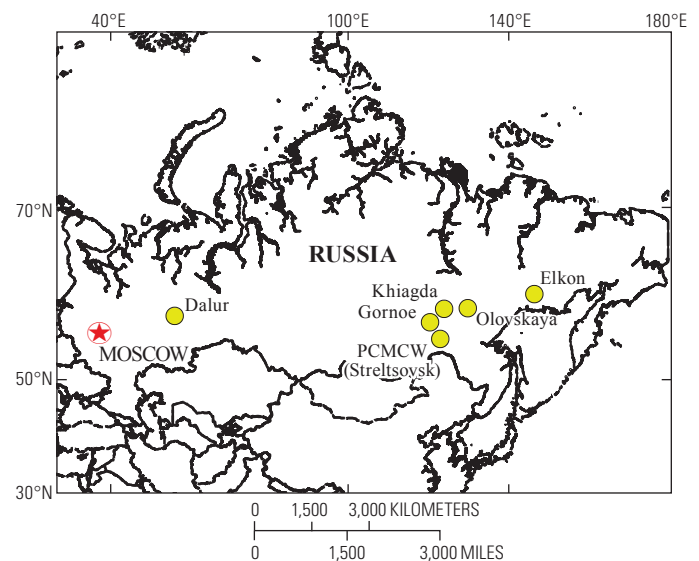 40°E 100°E 140°E 180°E
70°N
RUSSIA
Elkon
Khiagda
Dalur
Gornoe
Olovskaya
MOSCOW
PCMCW
(Streltsovsk)
50°N
30°N
0 1,500 3,000 KILOMETERS
0 1,500 3,000 MILES